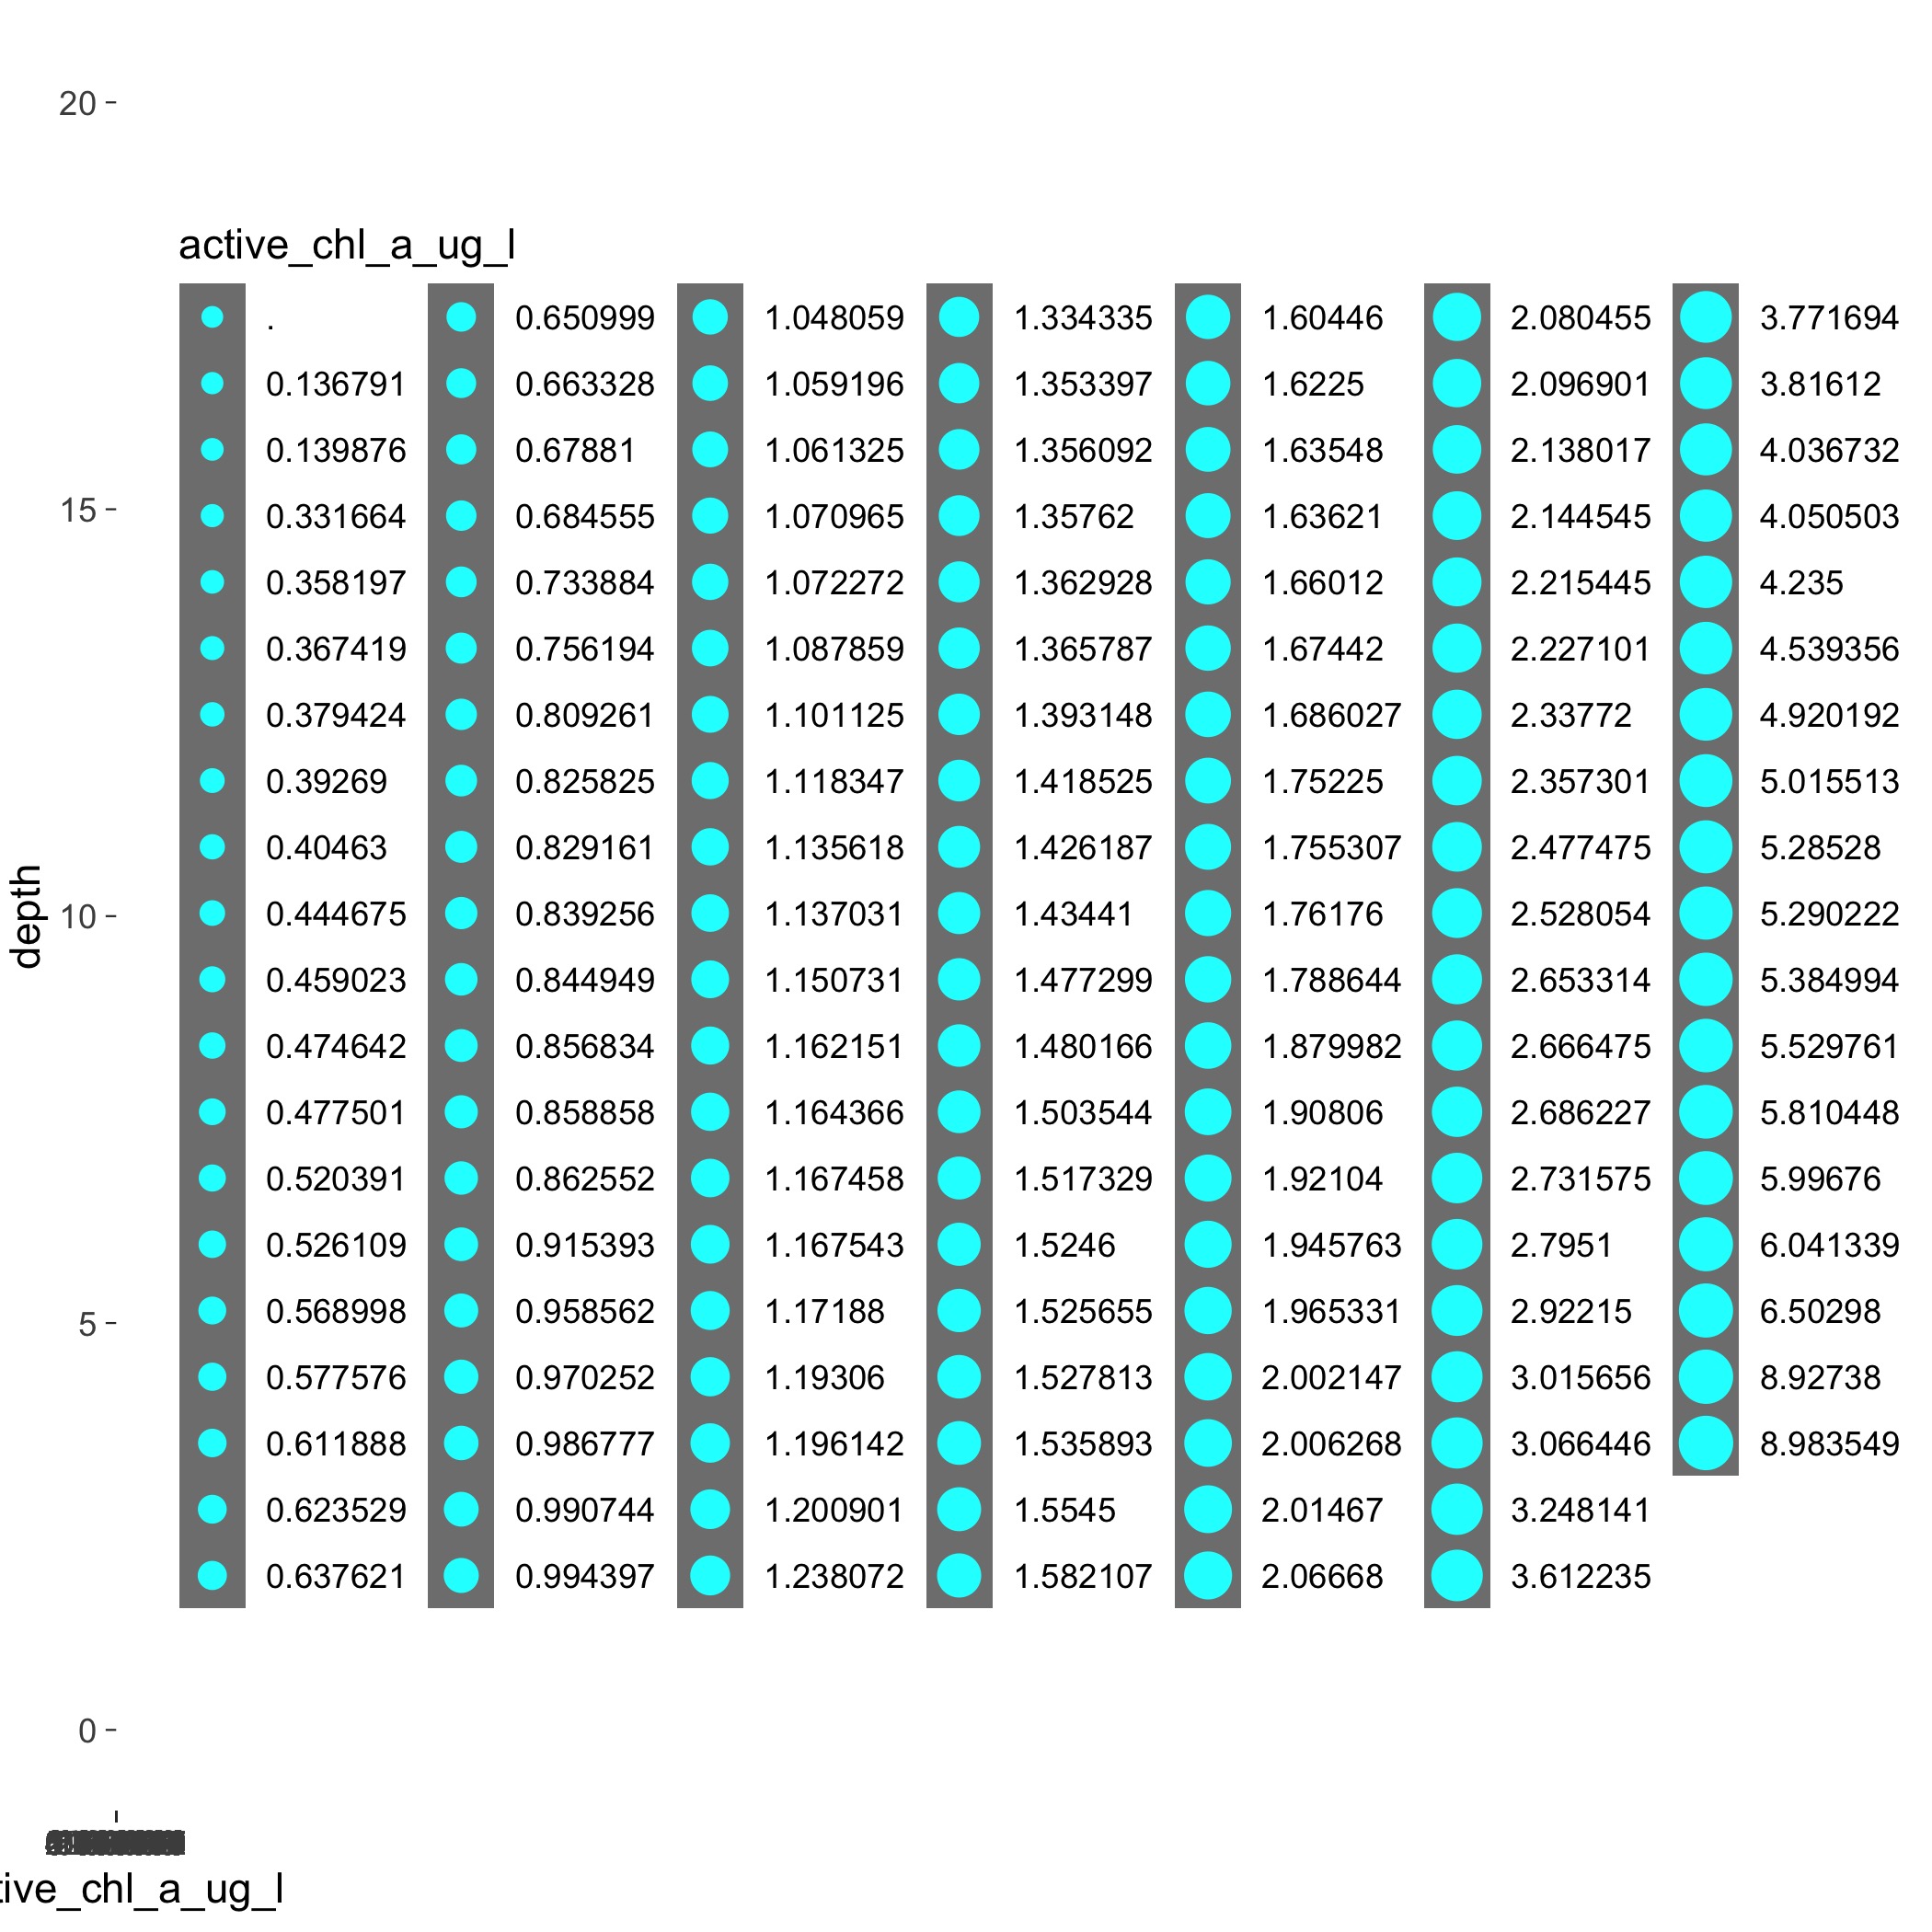 20
active_chl_a_ug_l
. 0.650999 1.048059 1.334335 1.60446 2.080455 3.771694
0.136791 0.663328 1.059196 1.353397 1.6225 2.096901 3.81612
0.139876 0.67881 1.061325 1.356092 1.63548 2.138017 4.036732
15 0.331664 0.684555 1.070965 1.35762 1.63621 2.144545 4.050503
0.358197 0.733884 1.072272 1.362928 1.66012 2.215445 4.235
0.367419 0.756194 1.087859 1.365787 1.67442 2.227101 4.539356
0.379424 0.809261 1.101125 1.393148 1.686027 2.33772 4.920192
0.39269 0.825825 1.118347 1.418525 1.75225 2.357301 5.015513
0.40463 0.829161 1.135618 1.426187 1.755307 2.477475 5.28528
depth 10 0.444675 0.839256 1.137031 1.43441 1.76176 2.528054 5.290222
0.459023 0.844949 1.150731 1.477299 1.788644 2.653314 5.384994
0.474642 0.856834 1.162151 1.480166 1.879982 2.666475 5.529761
0.477501 0.858858 1.164366 1.503544 1.90806 2.686227 5.810448
0.520391 0.862552 1.167458 1.517329 1.92104 2.731575 5.99676
0.526109 0.915393 1.167543 1.5246 1.945763 2.7951 6.041339
5 0.568998 0.958562 1.17188 1.525655 1.965331 2.92215 6.50298
0.577576 0.970252 1.19306 1.527813 2.002147 3.015656 8.92738
0.611888 0.986777 1.196142 1.535893 2.006268 3.066446 8.983549
0.623529 0.990744 1.200901 1.5545 2.01467 3.248141
0.637621 0.994397 1.238072 1.582107 2.06668 3.612235
0
tive_chl_a_ug_l